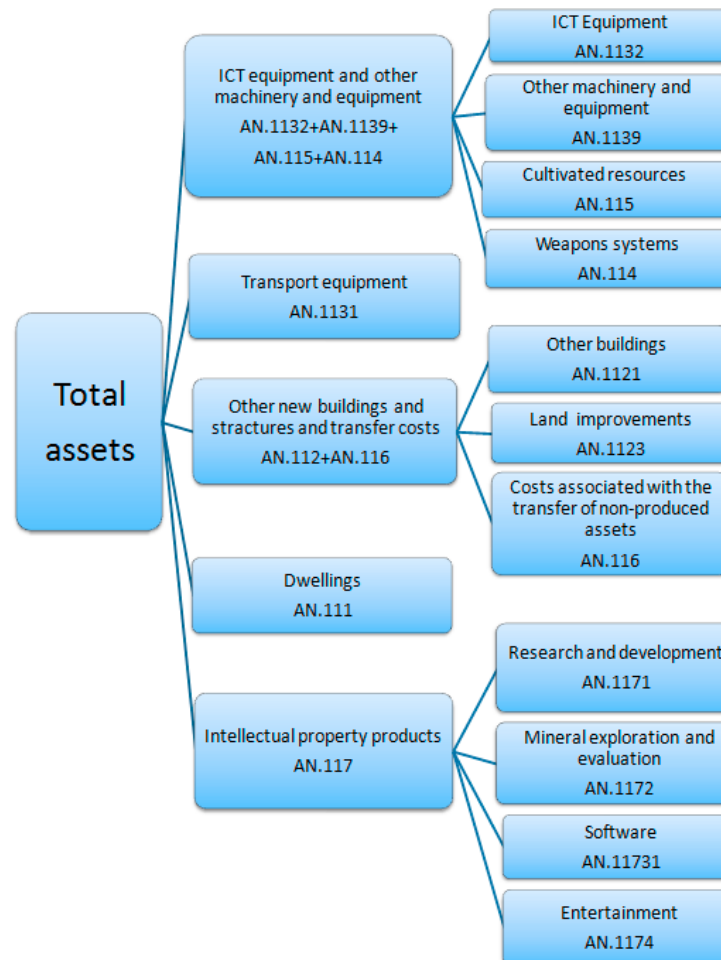 Total
assets
ICT equipment and other
machinery and equipment
AN.1132+AN.1139+
AN.115+AN.114
ICT Equipment
AN.1132
Other machinery and
equipment
AN.1139
Cultivated resources
AN.115
Weapons systems
AN.114
Transport equipment
AN.1131
Other new buildings and
stractures and transfer costs
AN.112+AN.116
Other buildings
AN.1121
Land improvements
AN.1123
Costs associated with the
transfer of non-produced
assets
AN.116
Dwellings
AN.111
Intellectual property products
AN.117
Research and development
AN.1171
Mineral exploration and
evaluation
AN.1172
Software
AN.11731
Entertainment
AN.1174